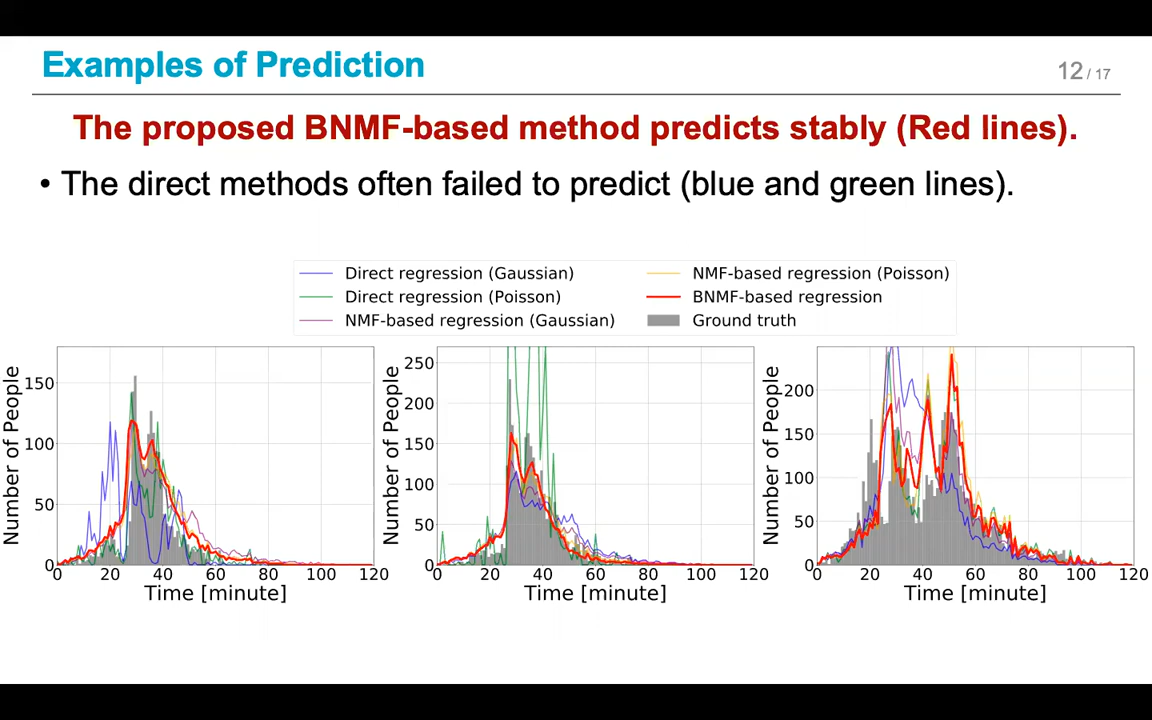 Examples of Prediction
12 / 17
The proposed BNMF-based method predicts stably (Red lines).
• The direct methods often failed to predict (blue and green lines).
Direct regression (Gaussian)
Direct regression (Poisson)
NMF-based regression (Gaussian)
NMF-based regression (Poisson)
BNMF-based regression
Ground truth
Number of People
150
100
50
0
0 20 40 60 80 100 120
Time [minute]
Number of People
250
200
150
100
50
0
0 20 40 60 80 100 120
Time [minute]
Number of People
200
150
100
50
0
0 20 40 60 80 100 120
Time [minute]